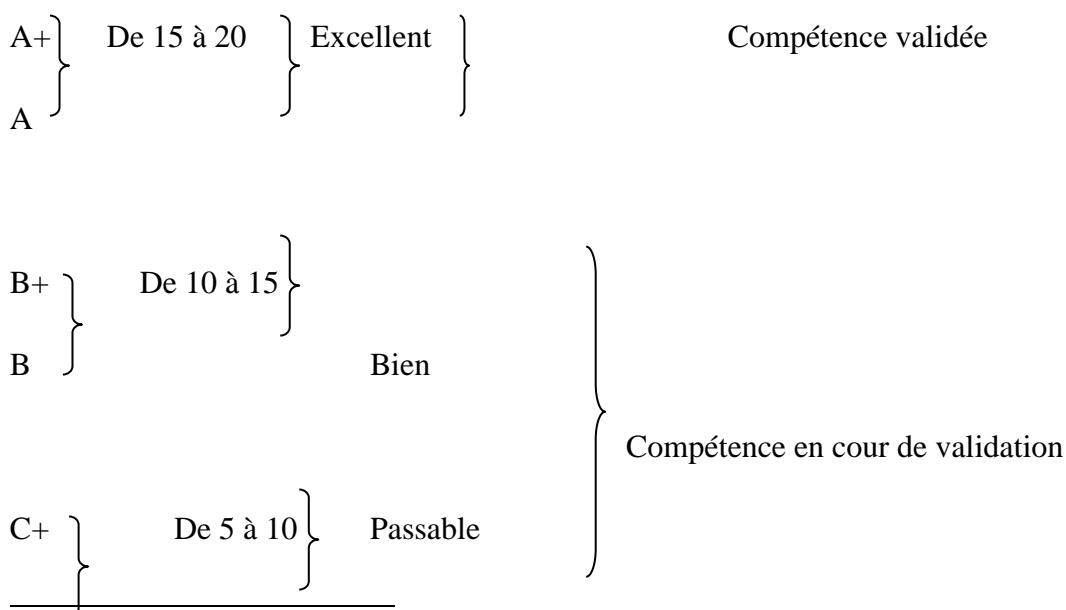 A+ De 15 à 20 Excellent Compétence validée
A
B+ De 10 à 15
B Bien
Compétence en cour de validation
C+ De 5 à 10 Passable